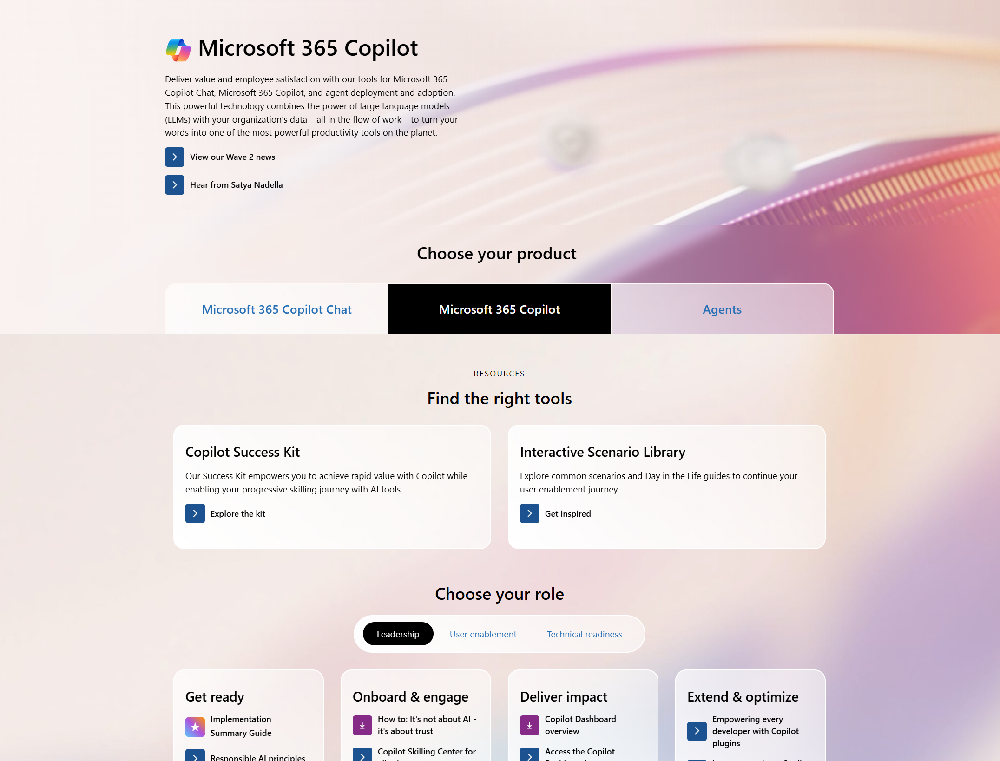 Microsoft 365 Copilot
Deliver value and employee satisfaction with our tools for Microsoft 365
Copilot Chat, Microsoft 365 Copilot, and agent deployment and adoption.
This powerful technology combines the power of large language models
(LLMs) with your organization’s data – all in the flow of work – to turn your
words into one of the most powerful productivity tools on the planet.
View our Wave 2 news
Hear from Satya Nadella
Choose your product
Microsoft 365 Copilot Chat
Microsoft 365 Copilot
Agents
RESOURCES
Find the right tools
Copilot Success Kit
Our Success Kit empowers you to achieve rapid value with Copilot while
enabling your progressive skilling journey with AI tools.
Explore the kit
Interactive Scenario Library
Explore common scenarios and Day in the Life guides to continue your
user enablement journey.
Get inspired
Choose your role
Leadership
User enablement
Technical readiness
Get ready
Implementation
Summary Guide
Responsible AI principles
Onboard & engage
How to: It's not about AI -
it's about trust
Copilot Skilling Center for
Deliver impact
Copilot Dashboard
overview
Access the Copilot
Extend & optimize
Empowering every
developer with Copilot
plugins